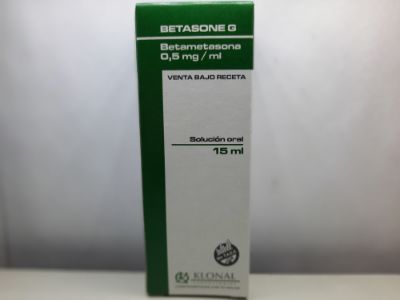 BETASONE G
Betametasona
0,5 mg / ml
VENTA BAJO RECETA
Solución oral
15 ml
KLONAL